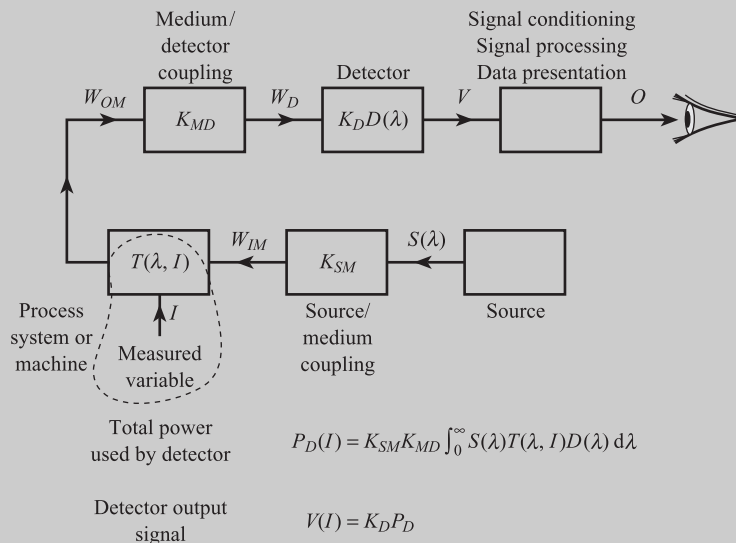 Medium/
detector
coupling
Signal conditioning
Signal processing
Data presentation
Detector
W_OM
K_MD
W_D
K_D D(λ)
V
O
T(λ, I)
W_IM
K_SM
S(λ)
Process
system or
machine
I
Measured
variable
Source/
medium
coupling
Source
Total power
used by detector
P_D(I) = K_SM K_MD ∫_0^∞ S(λ)T(λ, I)D(λ) dλ
Detector output
signal
V(I) = K_D P_D